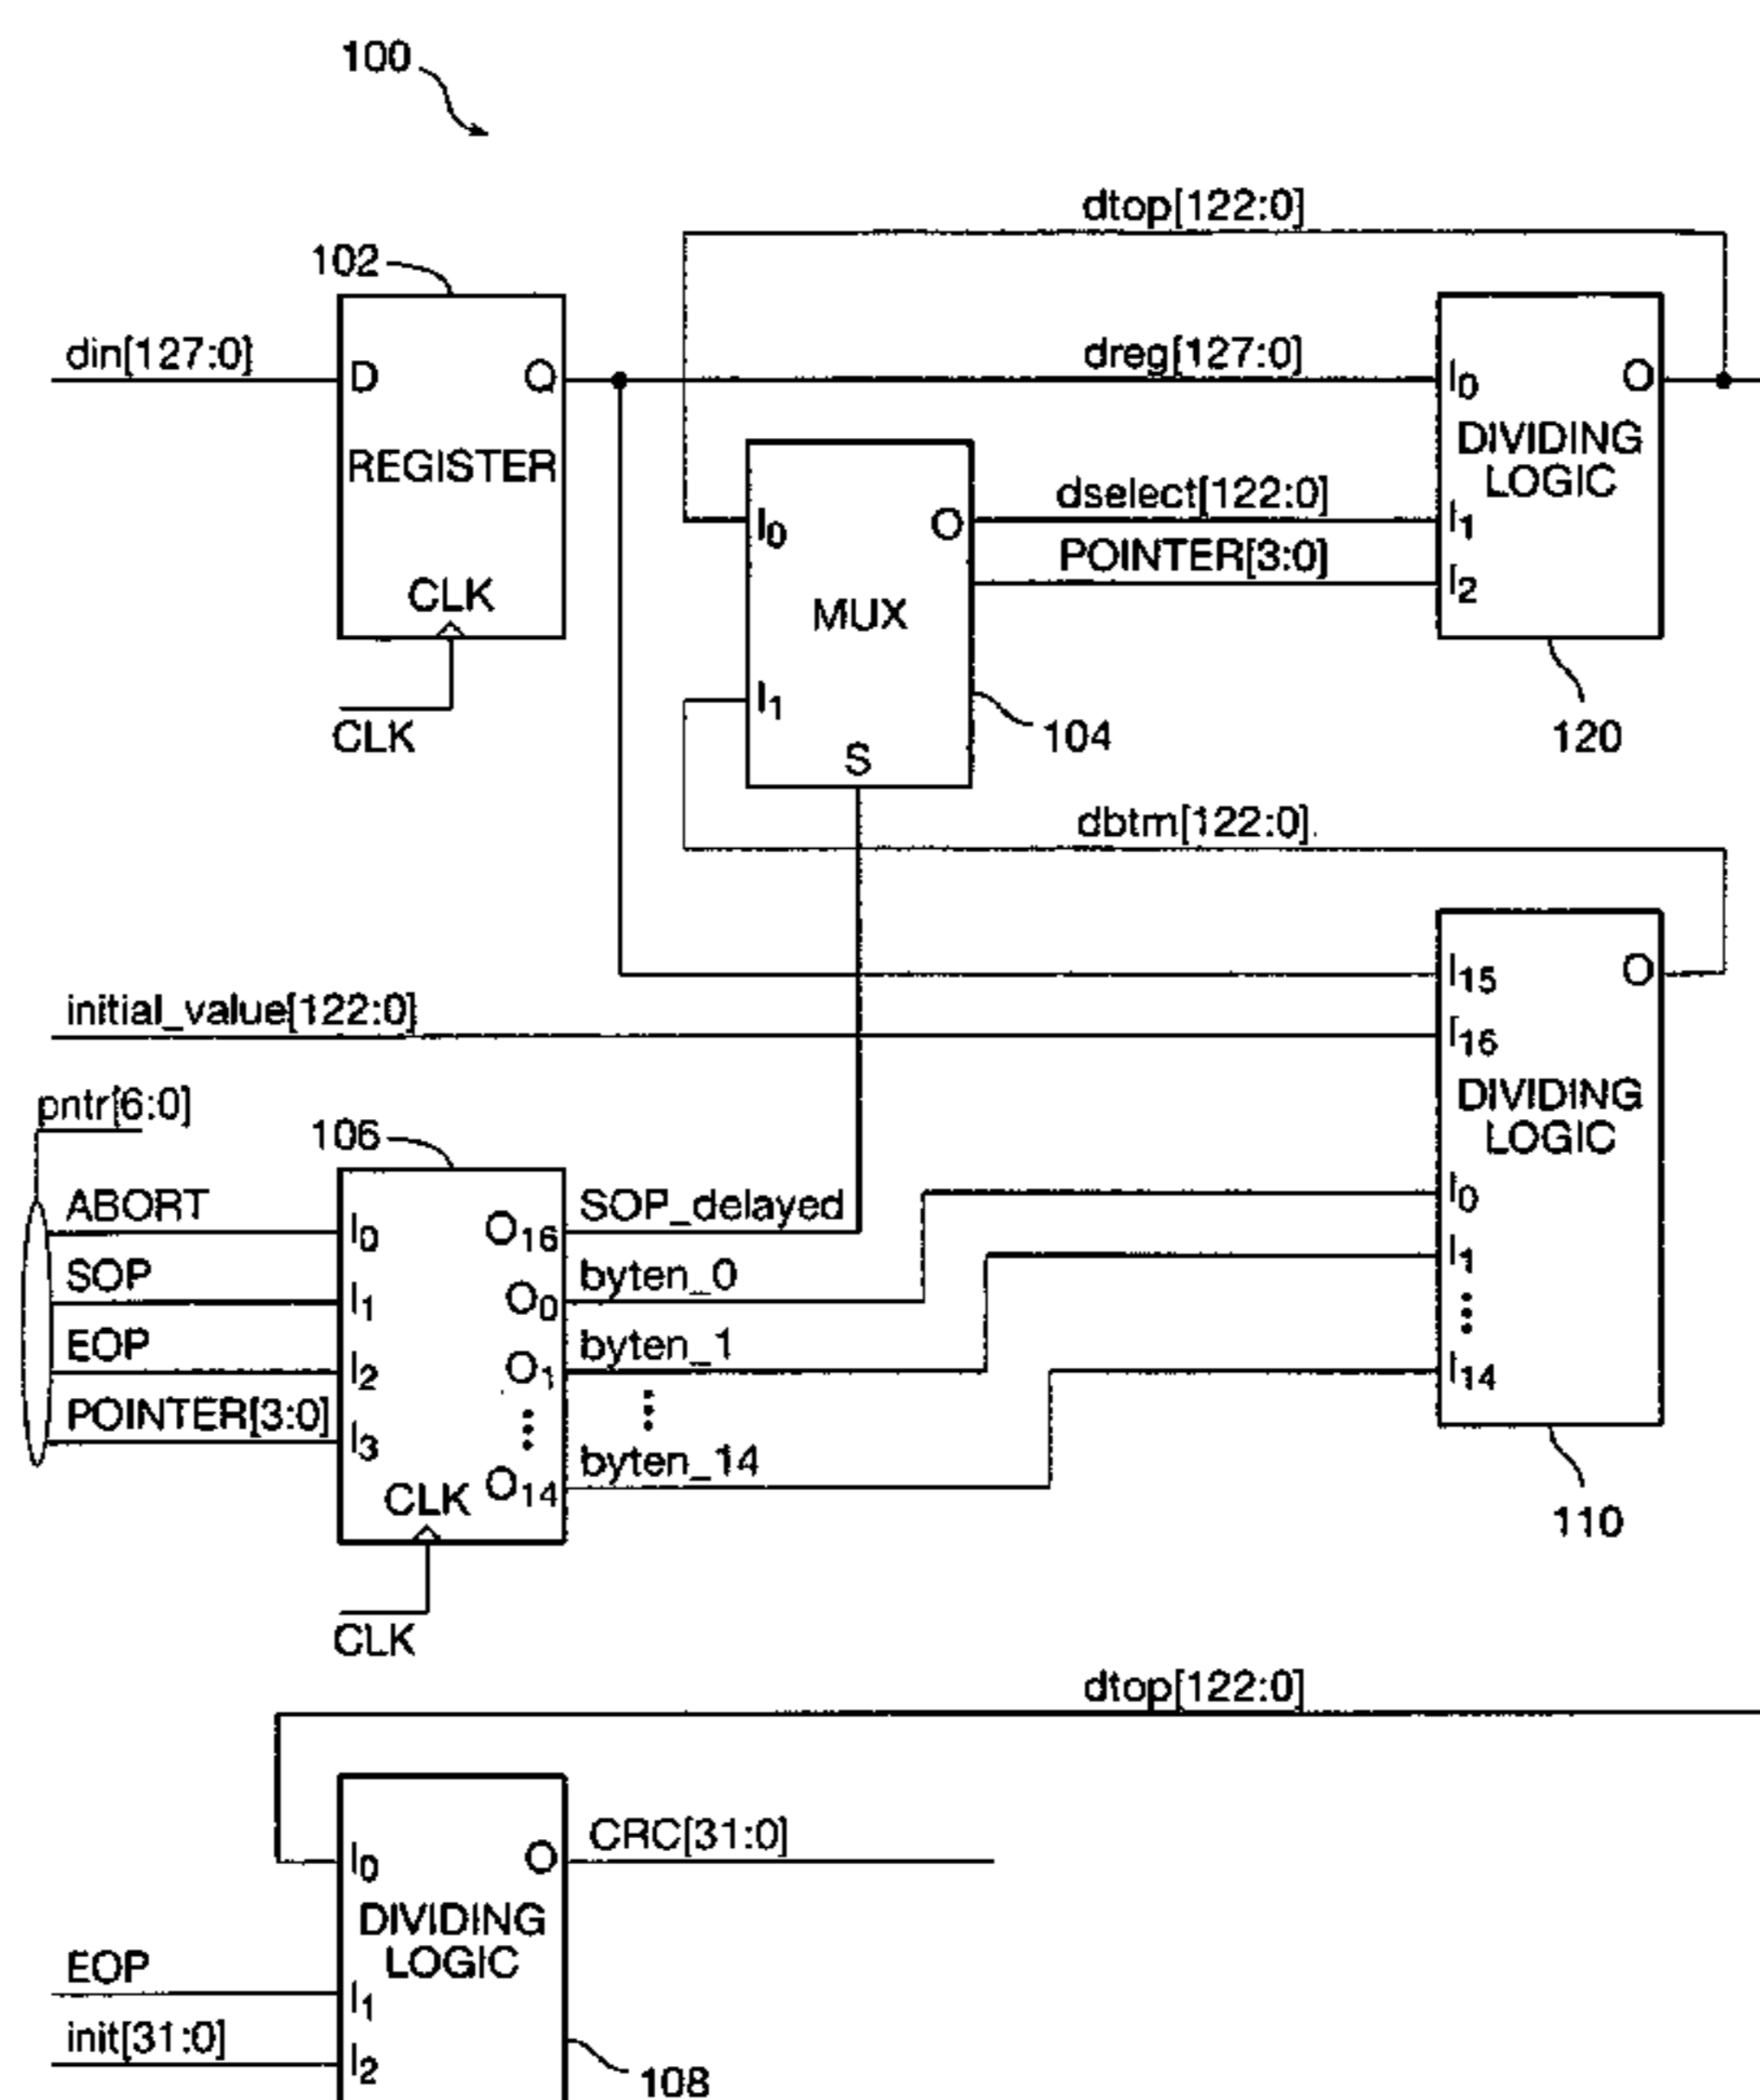 100
dtop[122:0]
102
din[127:0]
D
Q
REGISTER
CLK
CLK
dreg[127:0]
I0
O
DIVIDING
LOGIC
dselect[122:0]
I1
POINTER[3:0]
I2
120
I0
O
MUX
I1
S
104
dbtm[122:0]
initial_value[122:0]
I15
O
I16
DIVIDING
LOGIC
I0
I1
I14
110
pntr[6:0]
106
ABORT
I0
SOP
I1
EOP
I2
POINTER[3:0]
I3
CLK
CLK
O16
SOP_delayed
O0
byten_0
O1
byten_1
O14
byten_14
dtop[122:0]
I0
O
CRC[31:0]
DIVIDING
LOGIC
EOP
I1
init[31:0]
I2
108